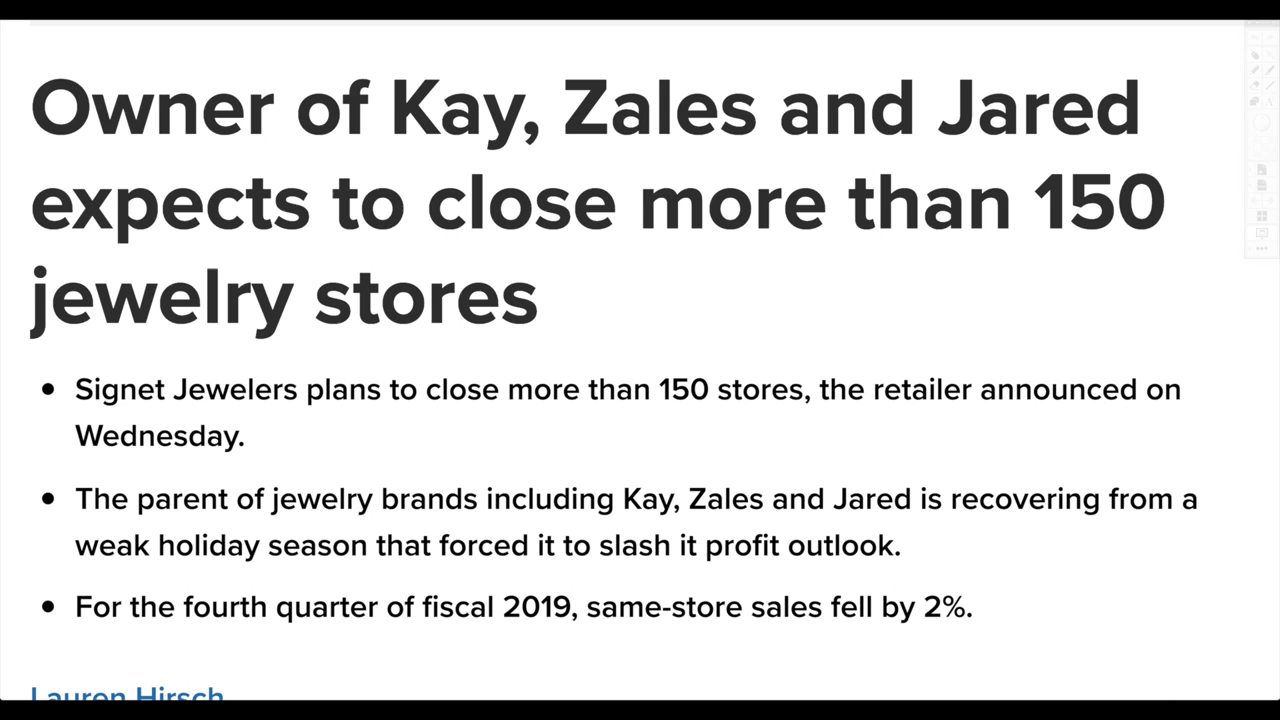 Owner of Kay, Zales and Jared
expects to close more than 150
jewelry stores
• Signet Jewelers plans to close more than 150 stores, the retailer announced on
Wednesday.
• The parent of jewelry brands including Kay, Zales and Jared is recovering from a
weak holiday season that forced it to slash it profit outlook.
• For the fourth quarter of fiscal 2019, same-store sales fell by 2%.
Lauren Hirsch